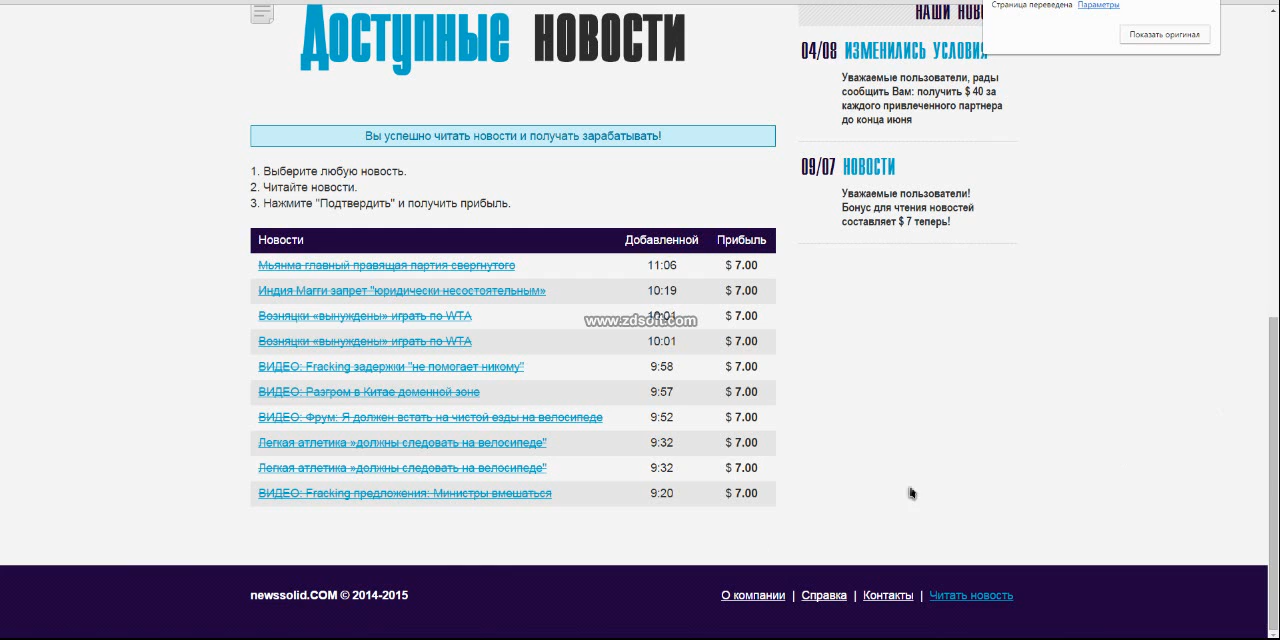 Страница переведена Параметры
Показать оригинал
Доступные новости
Вы успешно читать новости и получать зарабатывать!
1. Выберите любую новость.
2. Читайте новости.
3. Нажмите "Подтвердить" и получить прибыль.
Новости Добавленной Прибыль
Мьянма главный правящая партия свергнутого 11:06 $ 7.00
Индия Магги запрет "юридически несостоятельным» 10:19 $ 7.00
Возняцки «вынуждены» играть по WTA 10:01 $ 7.00
www.zdsoft.com
Возняцки «вынуждены» играть по WTA 10:01 $ 7.00
ВИДЕО: Fracking задержки "не помогает никому" 9:58 $ 7.00
ВИДЕО: Разгром в Китае доменной зоне 9:57 $ 7.00
ВИДЕО: Фрум: Я должен встать на чистой езды на велосипеде 9:52 $ 7.00
Легкая атлетика »должны следовать на велосипеде" 9:32 $ 7.00
Легкая атлетика »должны следовать на велосипеде" 9:32 $ 7.00
ВИДЕО: Fracking предложения: Министры вмешаться 9:20 $ 7.00
НАШИ НОВ
04/08 ИЗМЕНИЛИСЬ УСЛОВИЯ
Уважаемые пользователи, рады
сообщить Вам: получить $ 40 за
каждого привлеченного партнера
до конца июня
09/07 НОВОСТИ
Уважаемые пользователи!
Бонус для чтения новостей
составляет $ 7 теперь!
newssolid.COM © 2014-2015
О компании | Справка | Контакты | Читать новость